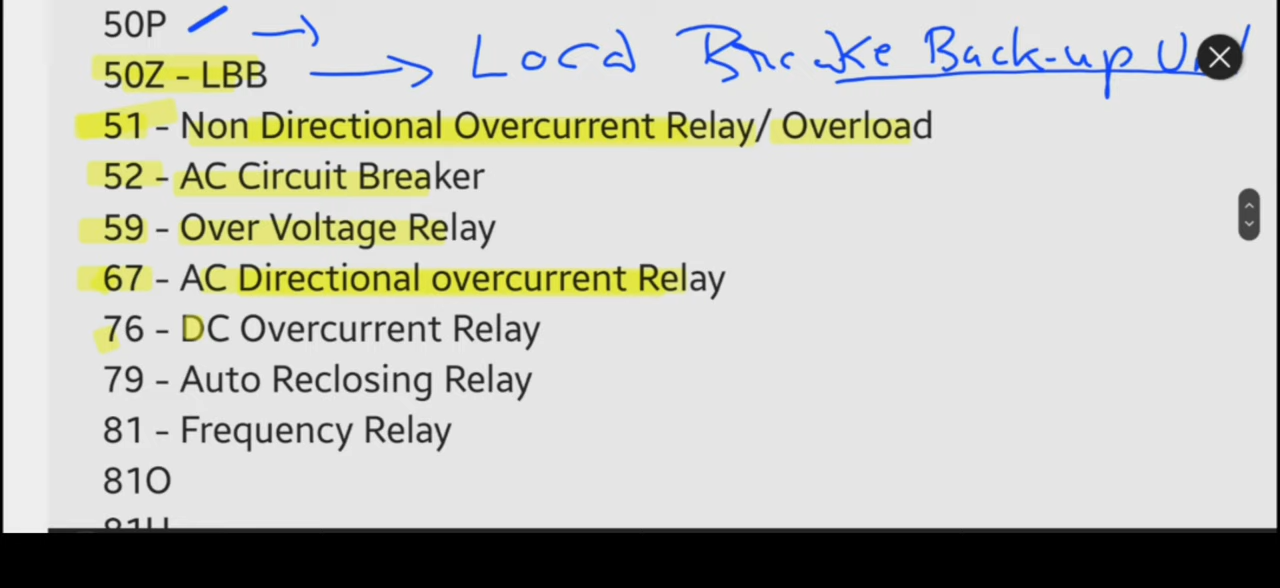 50P
50Z - LBB → Local Breake Back-up
51 - Non Directional Overcurrent Relay/ Overload
52 - AC Circuit Breaker
59 - Over Voltage Relay
67 - AC Directional overcurrent Relay
76 - DC Overcurrent Relay
79 - Auto Reclosing Relay
81 - Frequency Relay
81O